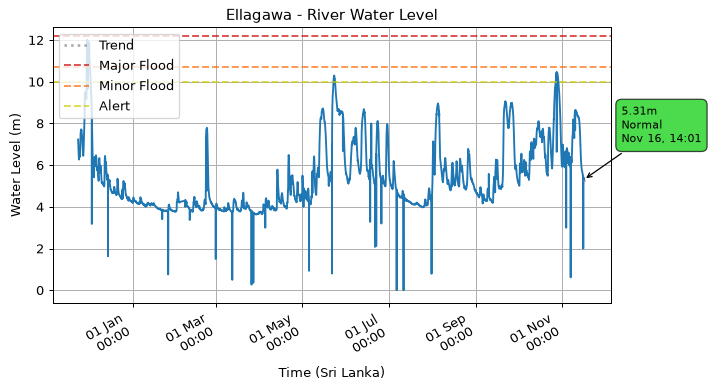 Ellagawa - River Water Level
Water Level (m)
12
10
8
6
4
2
0
Trend
Major Flood
Minor Flood
Alert
5.31m
Normal
Nov 16, 14:01
01 Jan
00:00
01 Mar
00:00
01 May
00:00
01 Jul
00:00
01 Sep
00:00
01 Nov
00:00
Time (Sri Lanka)